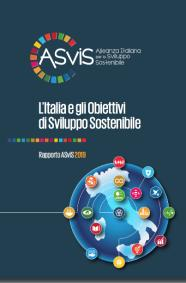 ASviS
Alleanza Italiana
per lo Sviluppo
Sostenibile
L'Italia e gli Obiettivi
di Sviluppo Sostenibile
Rapporto ASviS 2019